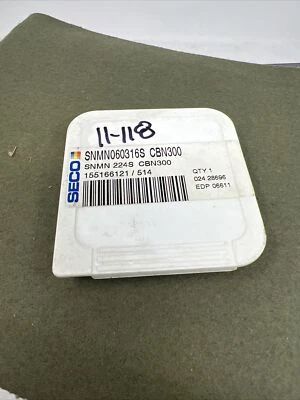 11-118
SECO
SNMN060316S CBN300
SNMN 224S CBN300
155166121 / 514
QTY 1
024 28696
EDP 06611